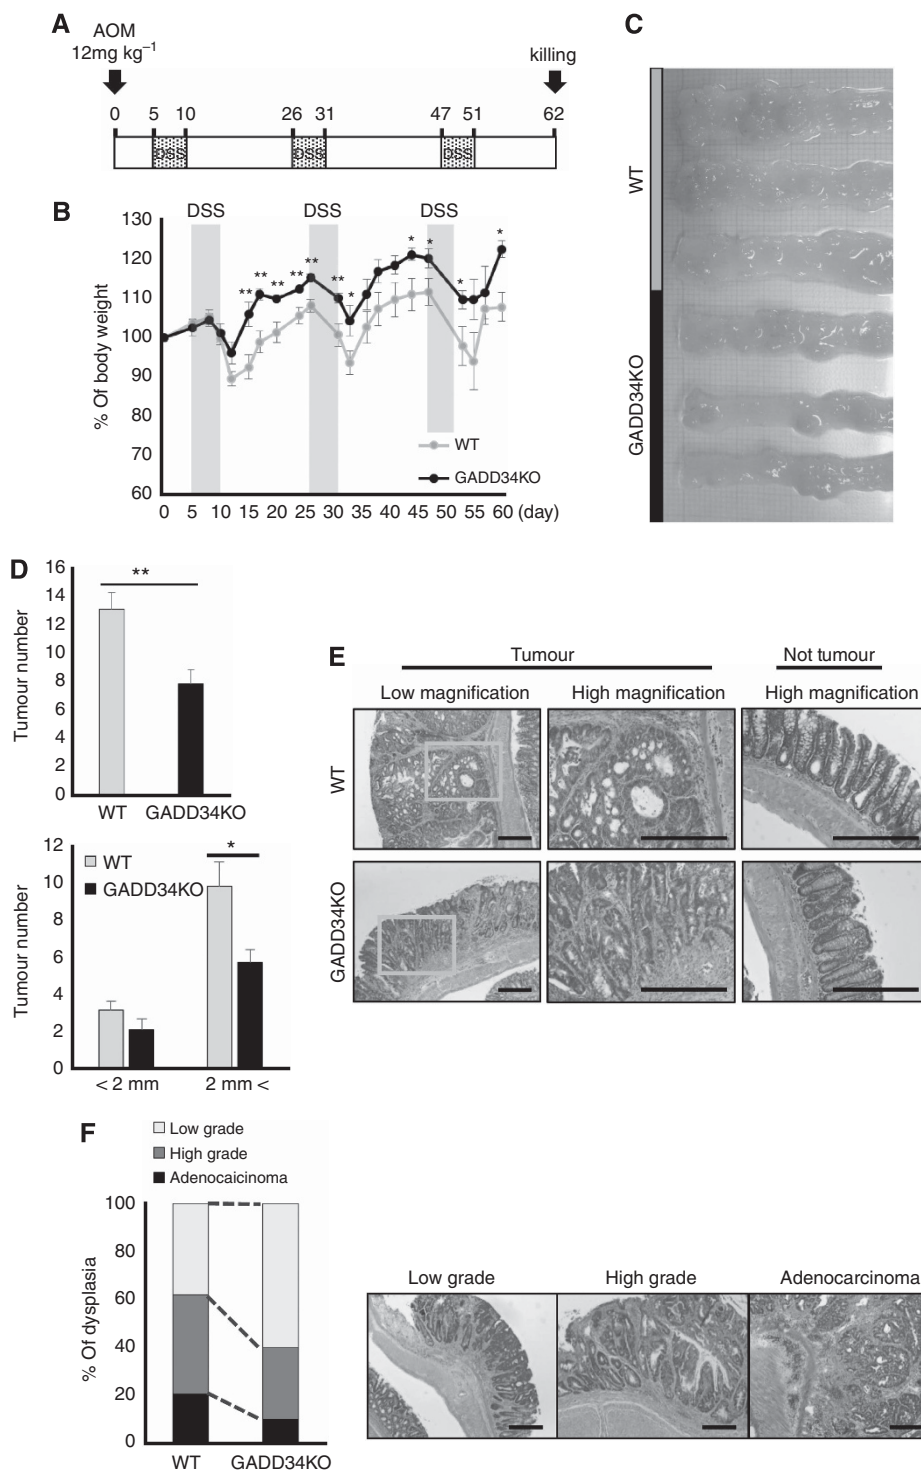 A
AOM
12mg kg⁻¹
killing
0 5 10 26 31 47 51 62
DSS DSS DSS
B
DSS DSS DSS
130
120
** ** ** ** ** ** * * * * *
110
100
90
80
70
60
% Of body weight
WT
GADD34KO
0 5 10 15 20 25 30 35 40 45 50 55 60 (day)
C
WT
GADD34KO
D
16
14
12
10
8
6
4
2
0
Tumour number
**
WT GADD34KO
12
10
8
6
4
2
0
Tumour number
WT
GADD34KO
*
< 2 mm 2 mm <
E
Tumour Not tumour
Low magnification High magnification High magnification
WT
GADD34KO
F
Low grade
High grade
Adenocaicinoma
100
80
60
40
20
0
% Of dysplasia
WT GADD34KO
Low grade High grade Adenocarcinoma